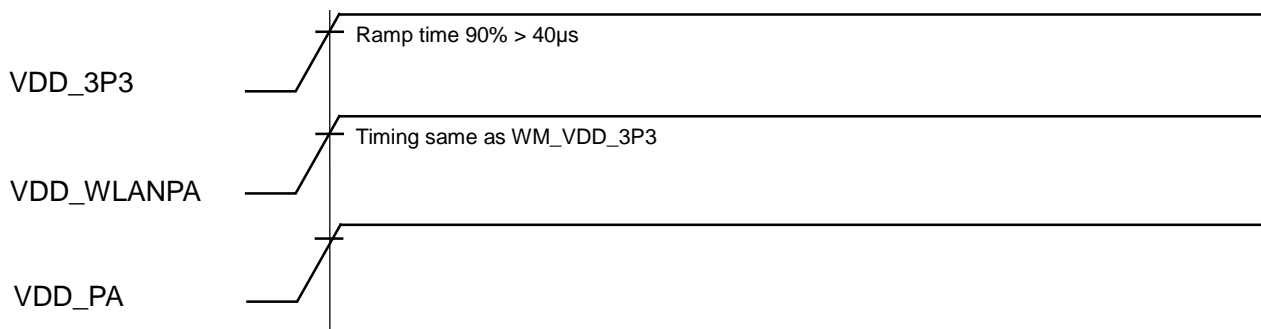 Ramp time 90% > 40µs
VDD_3P3
Timing same as WM_VDD_3P3
VDD_WLANPA
VDD_PA